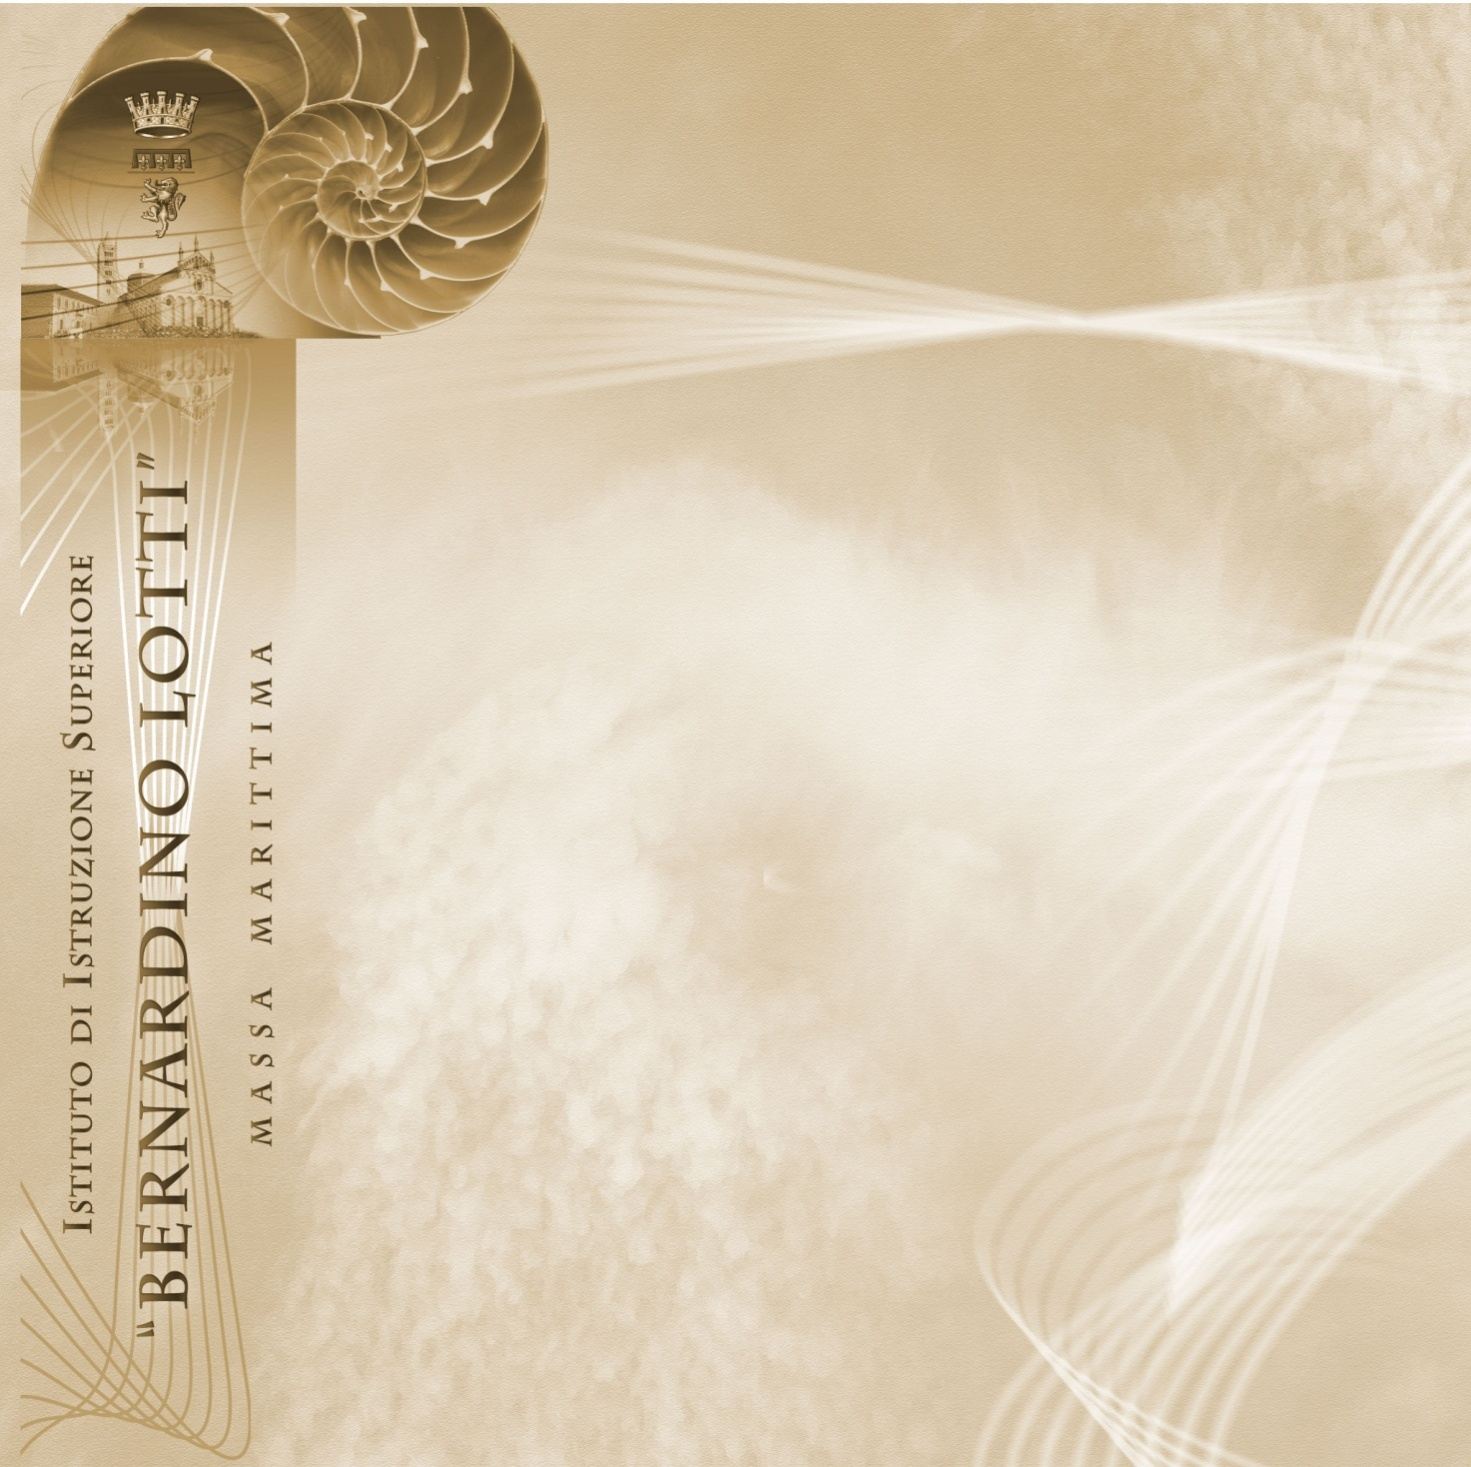 Istituto di Istruzione Superiore
"BERNARDINO LOTTI"
MASSA MARITTIMA